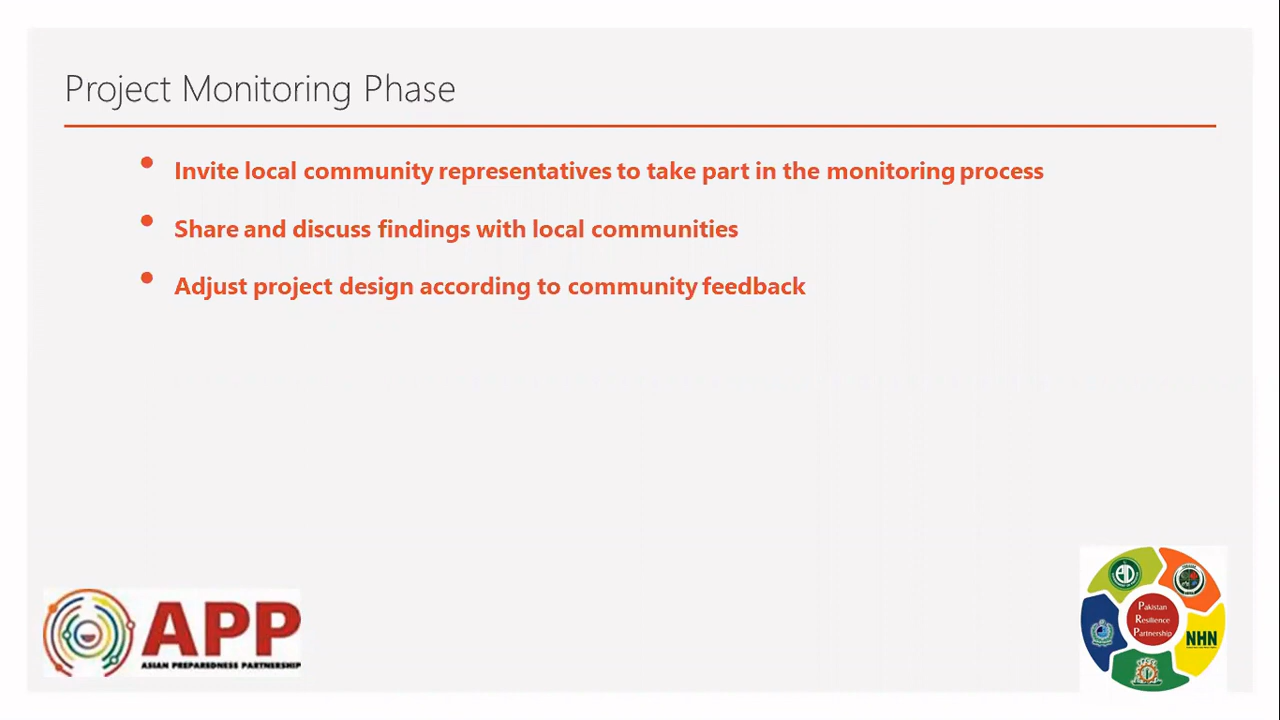 Project Monitoring Phase
• Invite local community representatives to take part in the monitoring process
• Share and discuss findings with local communities
• Adjust project design according to community feedback
APP
ASIAN PREPAREDNESS PARTNERSHIP
Pakistan
Resilience
Partnership
NHN